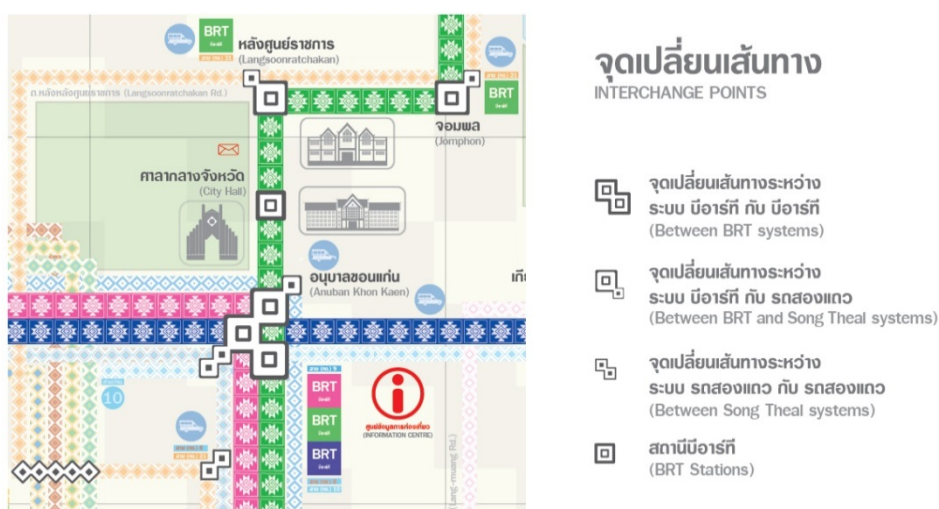 BRT
หลังศูนย์ราชการ
(Langsoonratchakan)
ถ.หลังศูนย์ราชการ (Langsoonratchakan Rd.)
BRT
จอมพล
(Jomphon)
ศาลากลางจังหวัด
(City Hall)
อนุบาลขอนแก่น
(Anuban Khon Kaen)
10
BRT
BRT
BRT
(INFORMATION CENTRE)
(Lang-muang Rd.)
จุดเปลี่ยนเส้นทาง
INTERCHANGE POINTS
จุดเปลี่ยนเส้นทางระหว่าง
ระบบ บีอาร์ที กับ บีอาร์ที
(Between BRT systems)
จุดเปลี่ยนเส้นทางระหว่าง
ระบบ บีอาร์ที กับ รถสองแถว
(Between BRT and Song Theal systems)
จุดเปลี่ยนเส้นทางระหว่าง
ระบบ รถสองแถว กับ รถสองแถว
(Between Song Theal systems)
สถานีบีอาร์ที
(BRT Stations)